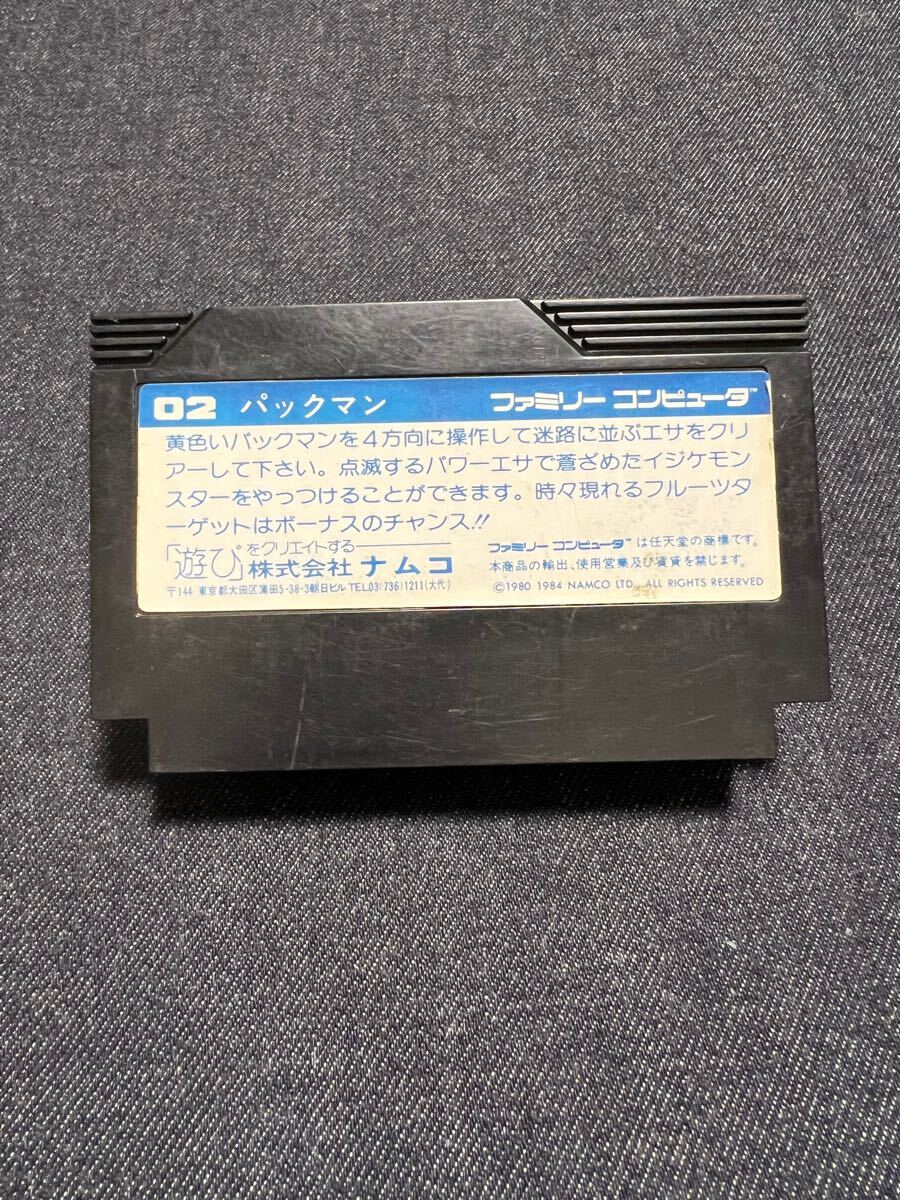 02 パックマン ファミリー コンピュータ™
黄色いパックマンを4方向に操作して迷路に並ぶエサをクリ
アーして下さい。点滅するパワーエサで蒼ざめたイジケモン
スターをやっつけることができます。時々現れるフルーツタ
ーゲットはボーナスのチャンス!!
「遊び」をクリエイトする
株式会社 ナムコ
〒144 東京都大田区蒲田5-38-3朝日ビル TEL.03(736)1211(大代)
ファミリー コンピュータ™は任天堂の商標です。
本商品の輸出、使用営業及び賃貸を禁じます。
©1980 1984 NAMCO LTD., ALL RIGHTS RESERVED